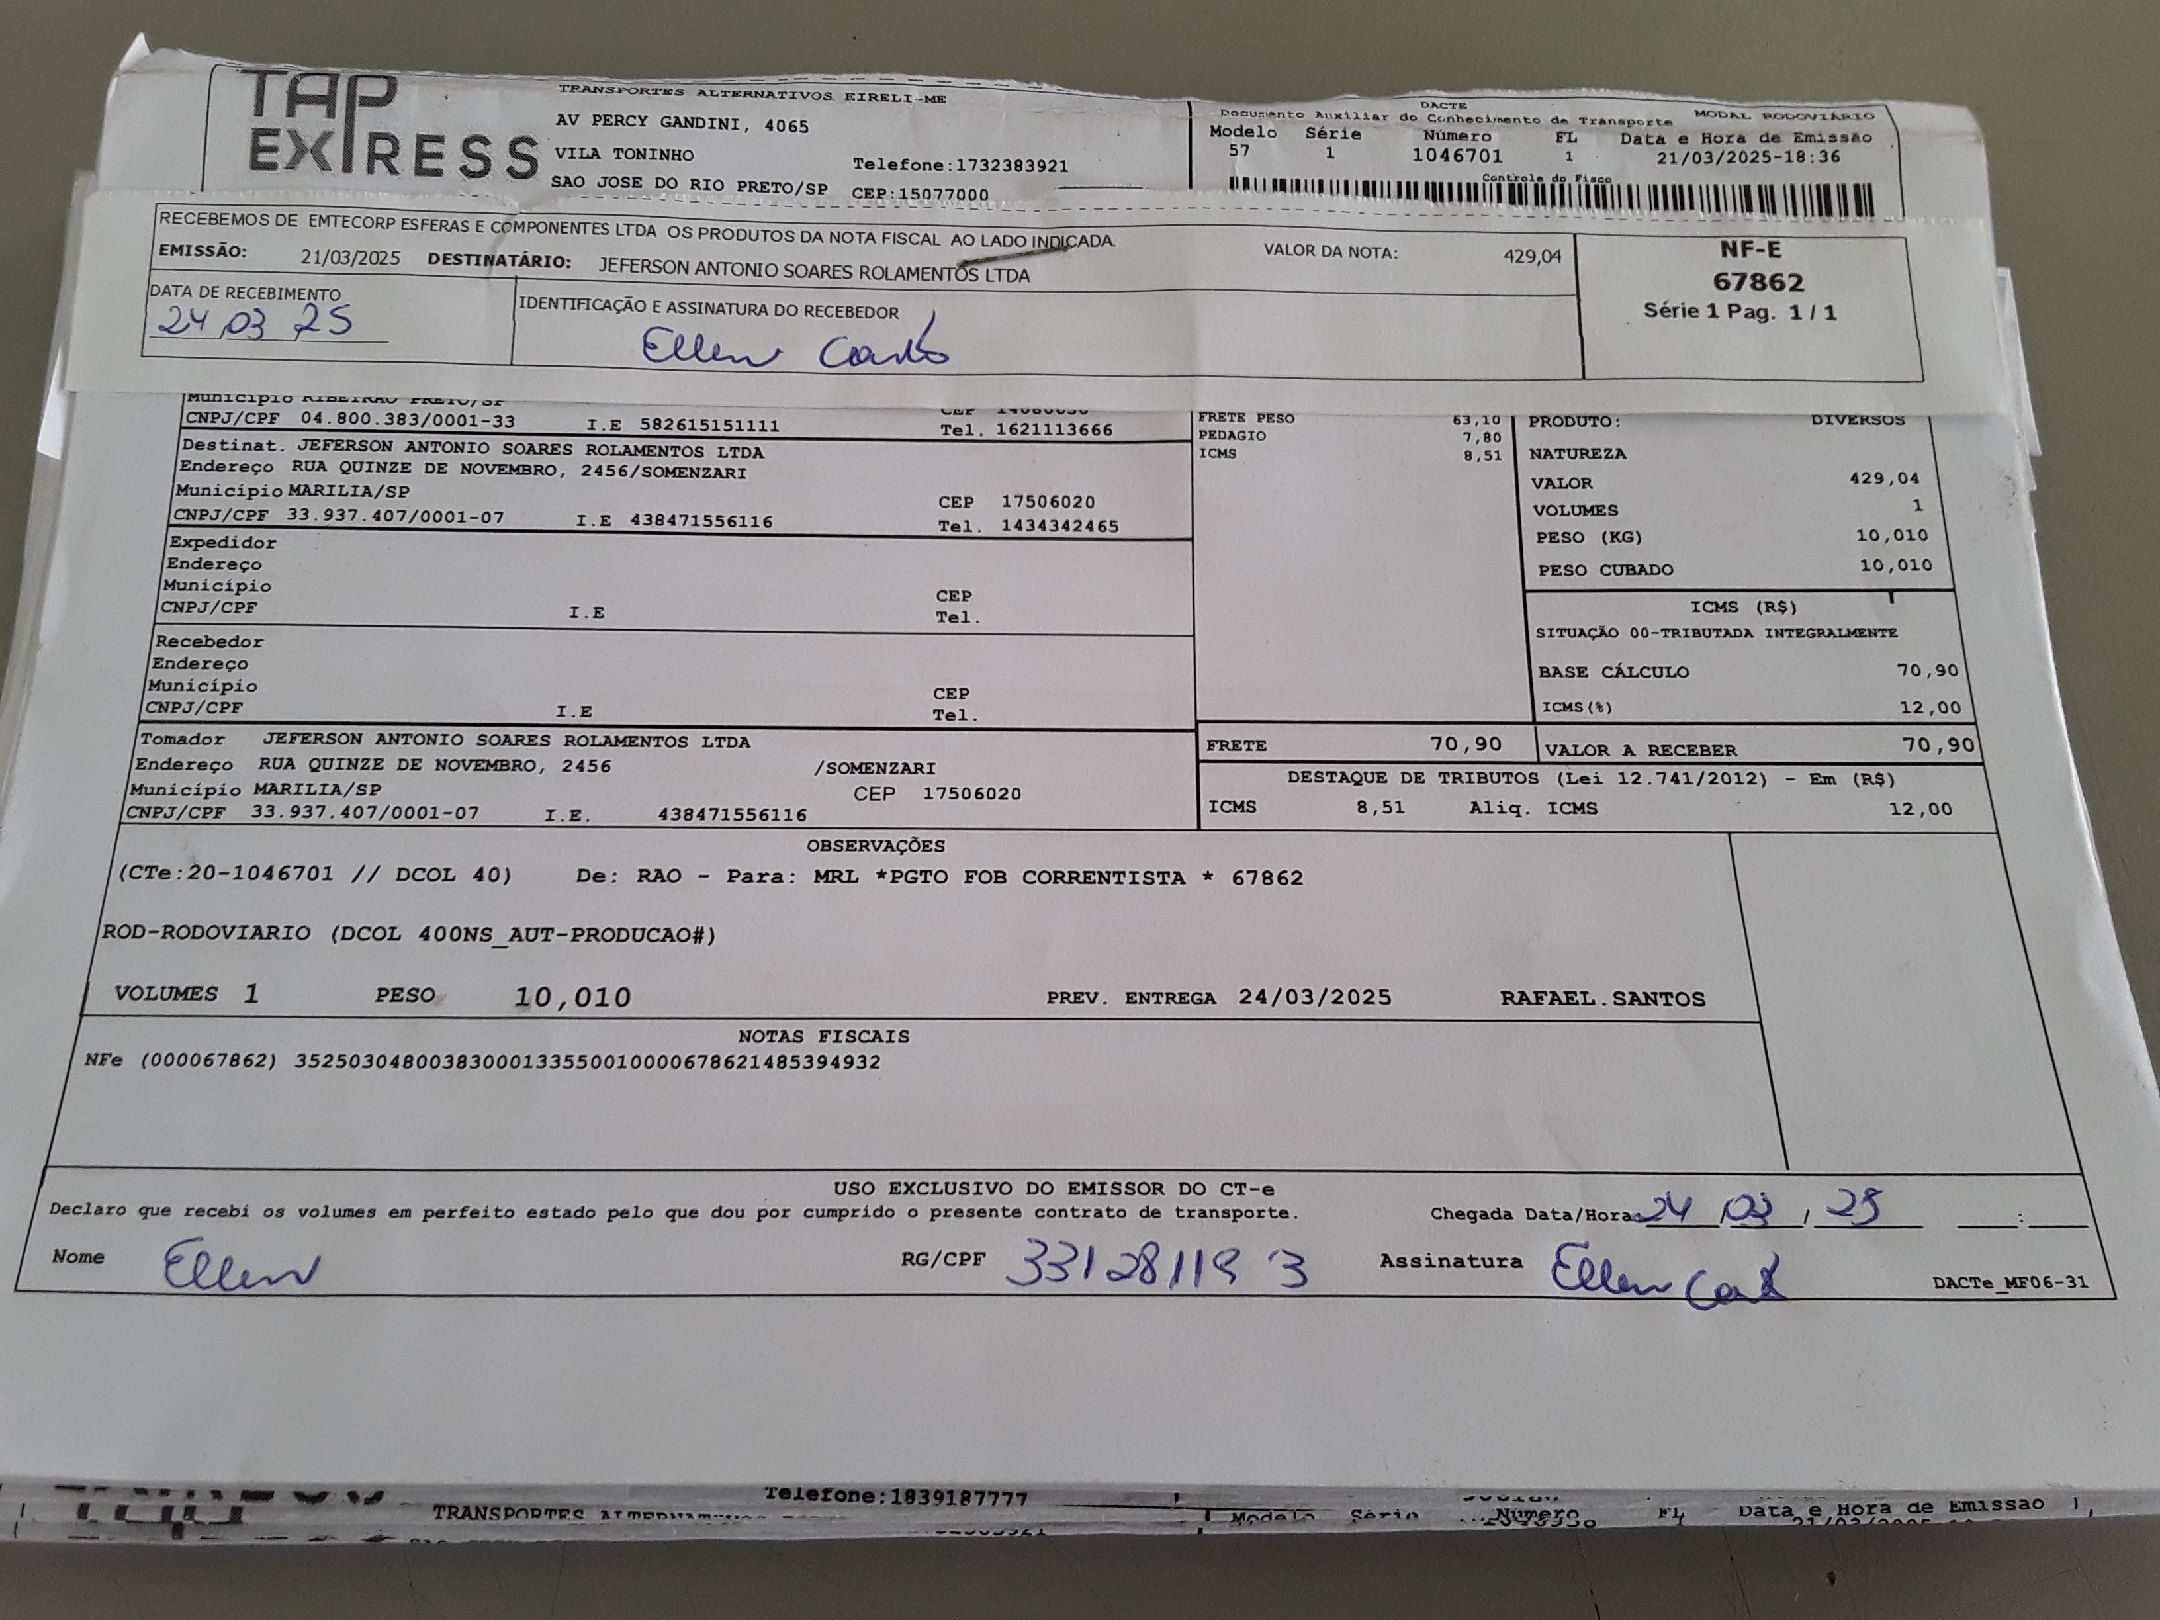 TAP EXPRESS
TRANSPORTES ALTERNATIVOS EIRELI-ME
AV PERCY GANDINI, 4065
VILA TONINHO Telefone:1732383921
SAO JOSE DO RIO PRETO/SP CEP:15077000
DACTE MODAL RODOVIÁRIO
Documento Auxiliar do Conhecimento de Transporte
Modelo Série Número FL Data e Hora de Emissão
57 1 1046701 1 21/03/2025-18:36
Controle do Fisco
RECEBEMOS DE EMTECORP ESFERAS E COMPONENTES LTDA OS PRODUTOS DA NOTA FISCAL AO LADO INDICADA
VALOR DA NOTA: 429,04
EMISSÃO: 21/03/2025 DESTINATÁRIO: JEFERSON ANTONIO SOARES ROLAMENTOS LTDA
NF-E
67862
Série 1 Pag. 1 / 1
DATA DE RECEBIMENTO
24 03 25
IDENTIFICAÇÃO E ASSINATURA DO RECEBEDOR
Ellen
Município RIBEIRAO PRETO/SP CEP
CNPJ/CPF 04.800.383/0001-33 I.E 582615151111 Tel. 1621113666
Destinat. JEFERSON ANTONIO SOARES ROLAMENTOS LTDA
Endereço RUA QUINZE DE NOVEMBRO, 2456/SOMENZARI
Município MARILIA/SP CEP 17506020
CNPJ/CPF 33.937.407/0001-07 I.E 438471556116 Tel. 1434342465
Expedidor
Endereço
Município CEP
CNPJ/CPF I.E Tel.
Recebedor
Endereço
Município CEP
CNPJ/CPF I.E Tel.
Tomador JEFERSON ANTONIO SOARES ROLAMENTOS LTDA
Endereço RUA QUINZE DE NOVEMBRO, 2456 /SOMENZARI
Município MARILIA/SP CEP 17506020
CNPJ/CPF 33.937.407/0001-07 I.E. 438471556116
FRETE PESO 63,10
PEDAGIO 7,80
ICMS 8,51
PRODUTO: DIVERSOS
NATUREZA
VALOR 429,04
VOLUMES 1
PESO (KG) 10,010
PESO CUBADO 10,010
ICMS (R$)
SITUAÇÃO 00-TRIBUTADA INTEGRALMENTE
BASE CÁLCULO 70,90
ICMS(%) 12,00
FRETE 70,90 VALOR A RECEBER 70,90
DESTAQUE DE TRIBUTOS (Lei 12.741/2012) - Em (R$)
ICMS 8,51 Aliq. ICMS 12,00
OBSERVAÇÕES
(CTe:20-1046701 // DCOL 40) De: RAO - Para: MRL *PGTO FOB CORRENTISTA * 67862
ROD-RODOVIARIO (DCOL 400NS_AUT-PRODUCAO#)
VOLUMES 1 PESO 10,010 PREV. ENTREGA 24/03/2025 RAFAEL.SANTOS
NOTAS FISCAIS
NFe (000067862) 35250304800383000133550010000678621485394932
USO EXCLUSIVO DO EMISSOR DO CT-e
Declaro que recebi os volumes em perfeito estado pelo que dou por cumprido o presente contrato de transporte.
Chegada Data/Hora 24 / 03 / 25 :
Nome Ellen RG/CPF 33128119 3 Assinatura Ellen
DACTe_MF06-31
Telefone:1839187777
TRANSPORTES
Modelo Série Número FL Data e Hora de Emissão